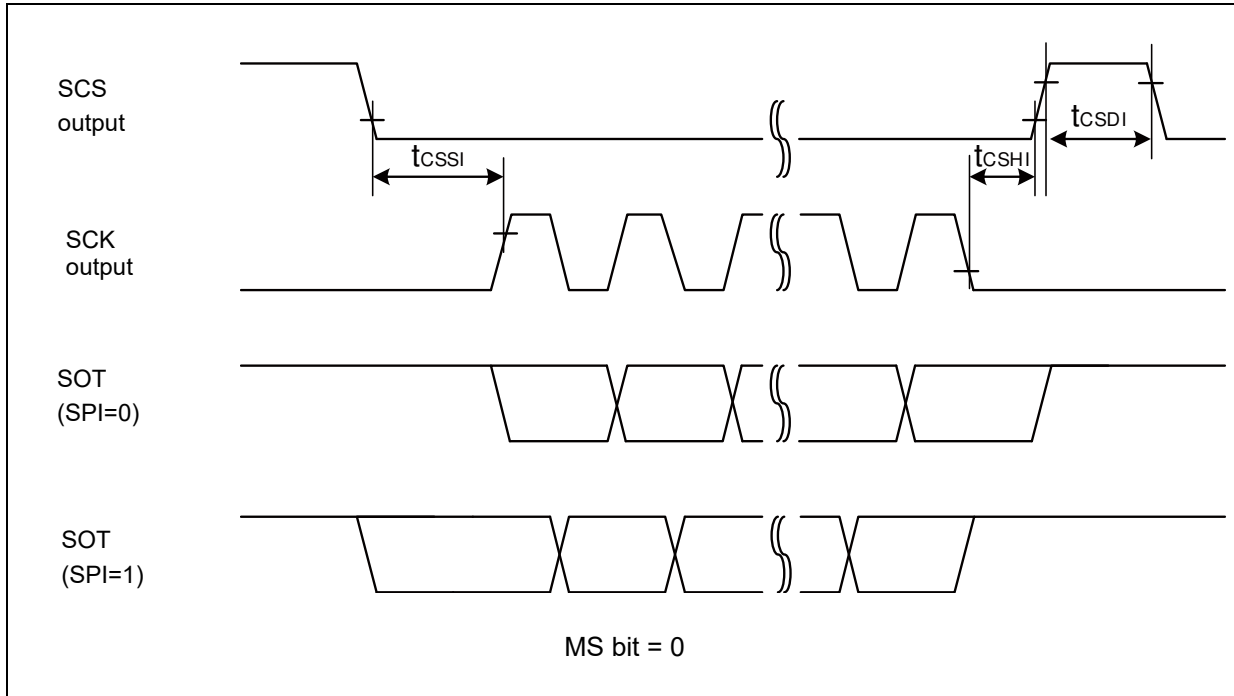 SCS
output
tCSSI
tCSHI
tCSDI
SCK
output
SOT
(SPI=0)
SOT
(SPI=1)
MS bit = 0